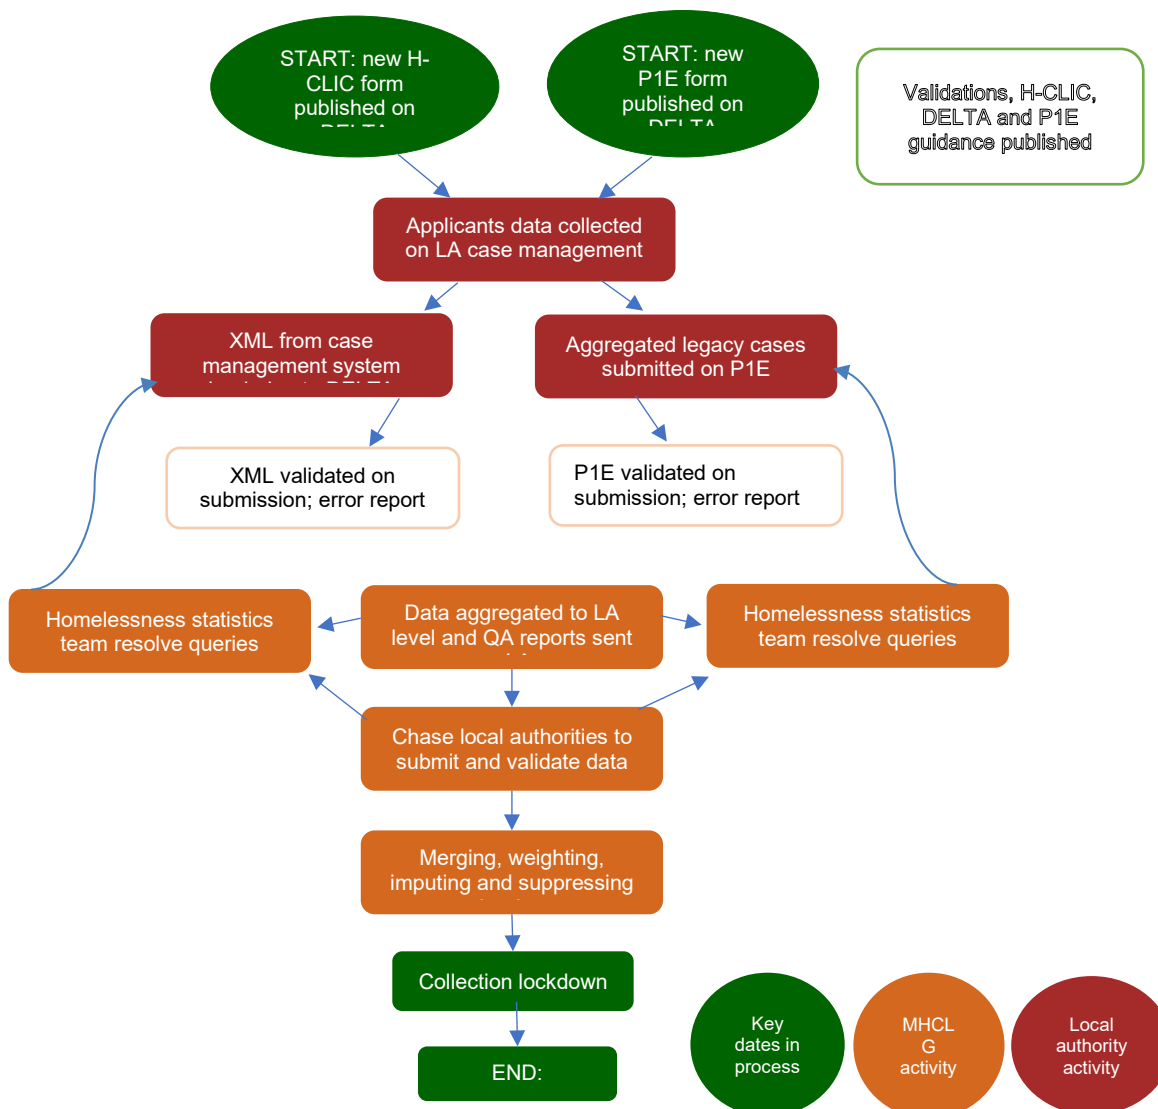 START: new H-
CLIC form
published on
DELTA
START: new
P1E form
published on
DELTA
Validations, H-CLIC,
DELTA and P1E
guidance published
Applicants data collected
on LA case management
XML from case
management system
DELTA
Aggregated legacy cases
submitted on P1E
XML validated on
submission; error report
P1E validated on
submission; error report
Homelessness statistics
team resolve queries
Data aggregated to LA
level and QA reports sent
Homelessness statistics
team resolve queries
Chase local authorities to
submit and validate data
Merging, weighting,
imputing and suppressing
Collection lockdown
END:
Key
dates in
process
MHCL
G
activity
Local
authority
activity